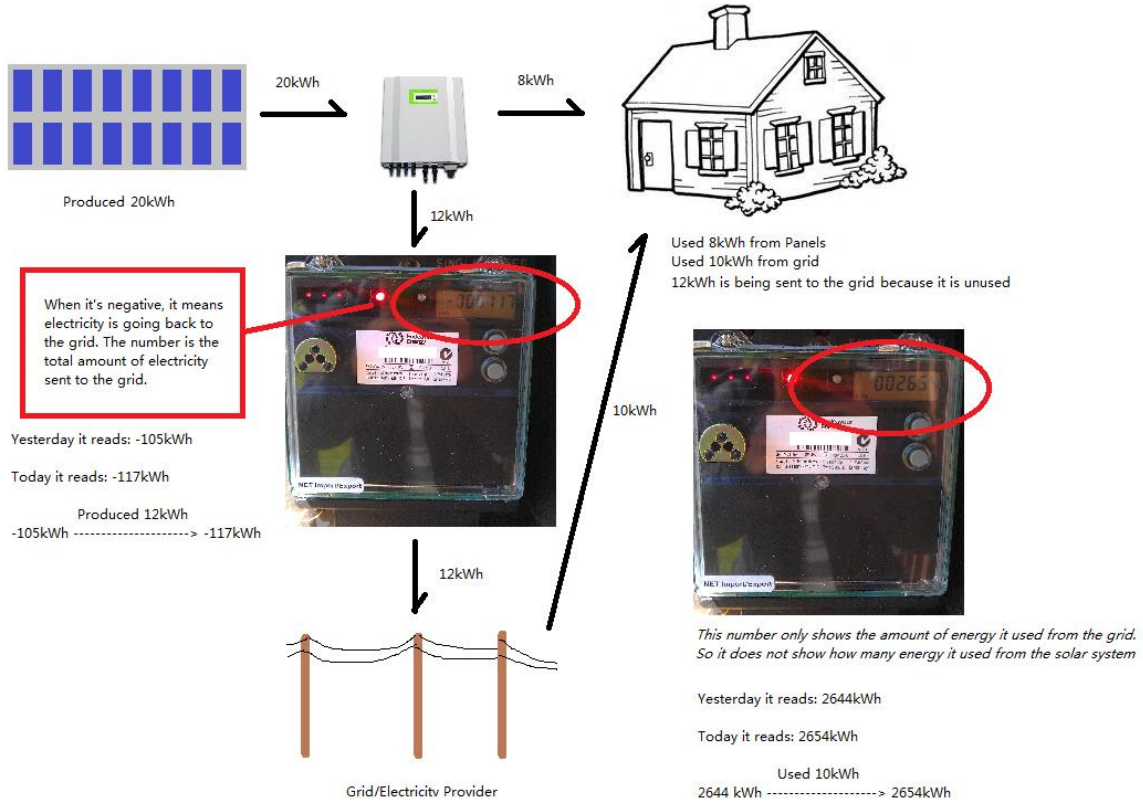 20kWh
8kWh
Produced 20kWh
12kWh
Used 8kWh from Panels
Used 10kWh from grid
12kWh is being sent to the grid because it is unused
When it's negative, it means
electricity is going back to
the grid. The number is the
total amount of electricity
sent to the grid.
-000117
NET Import/Export
Yesterday it reads: -105kWh
Today it reads: -117kWh
Produced 12kWh
-105kWh ---------------------> -117kWh
10kWh
12kWh
Grid/Electricity Provider
00265
NET Import/Export
This number only shows the amount of energy it used from the grid.
So it does not show how many energy it used from the solar system
Yesterday it reads: 2644kWh
Today it reads: 2654kWh
Used 10kWh
2644 kWh --------------------> 2654kWh